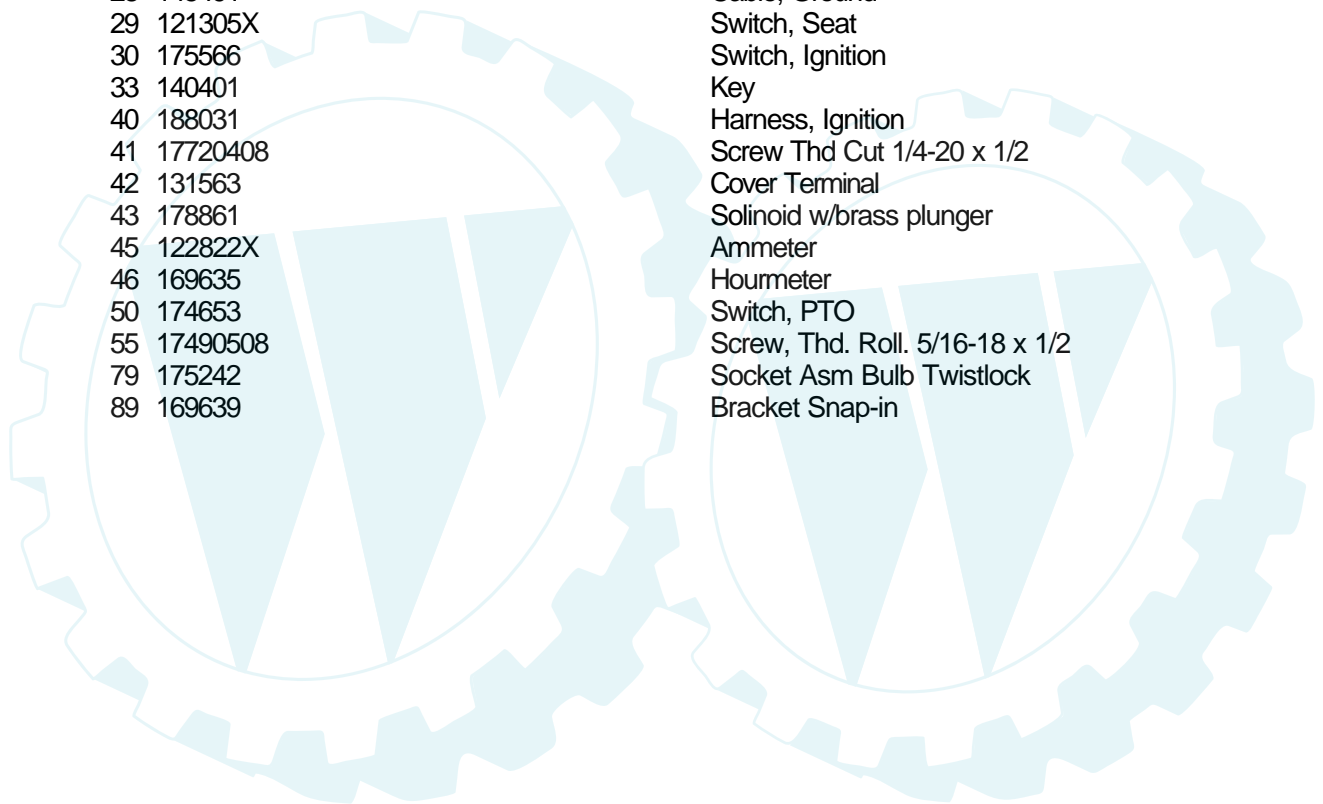 29 121305X Switch, Seat
30 175566 Switch, Ignition
33 140401 Key
40 188031 Harness, Ignition
41 17720408 Screw Thd Cut 1/4-20 x 1/2
42 131563 Cover Terminal
43 178861 Solinoid w/brass plunger
45 122822X Ammeter
46 169635 Hourmeter
50 174653 Switch, PTO
55 17490508 Screw, Thd. Roll. 5/16-18 x 1/2
79 175242 Socket Asm Bulb Twistlock
89 169639 Bracket Snap-in